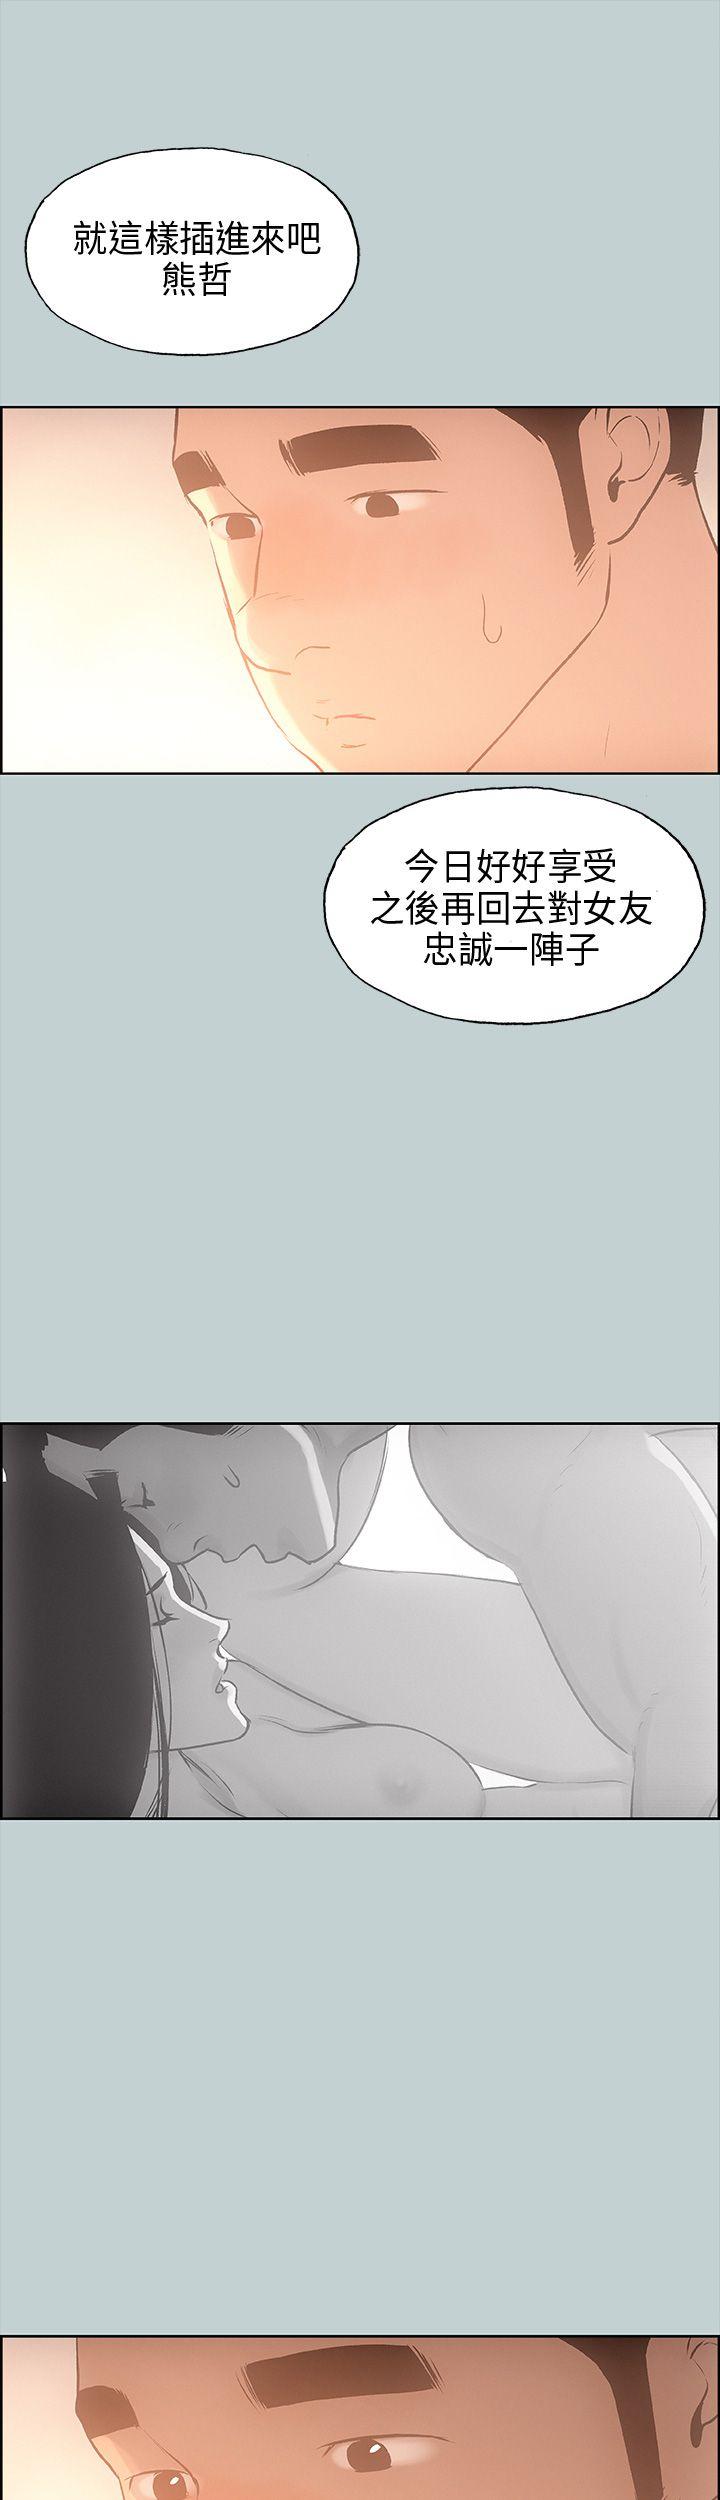 就這樣插進來吧
熊哲
今日好好享受
之後再回去對女友
忠誠一陣子